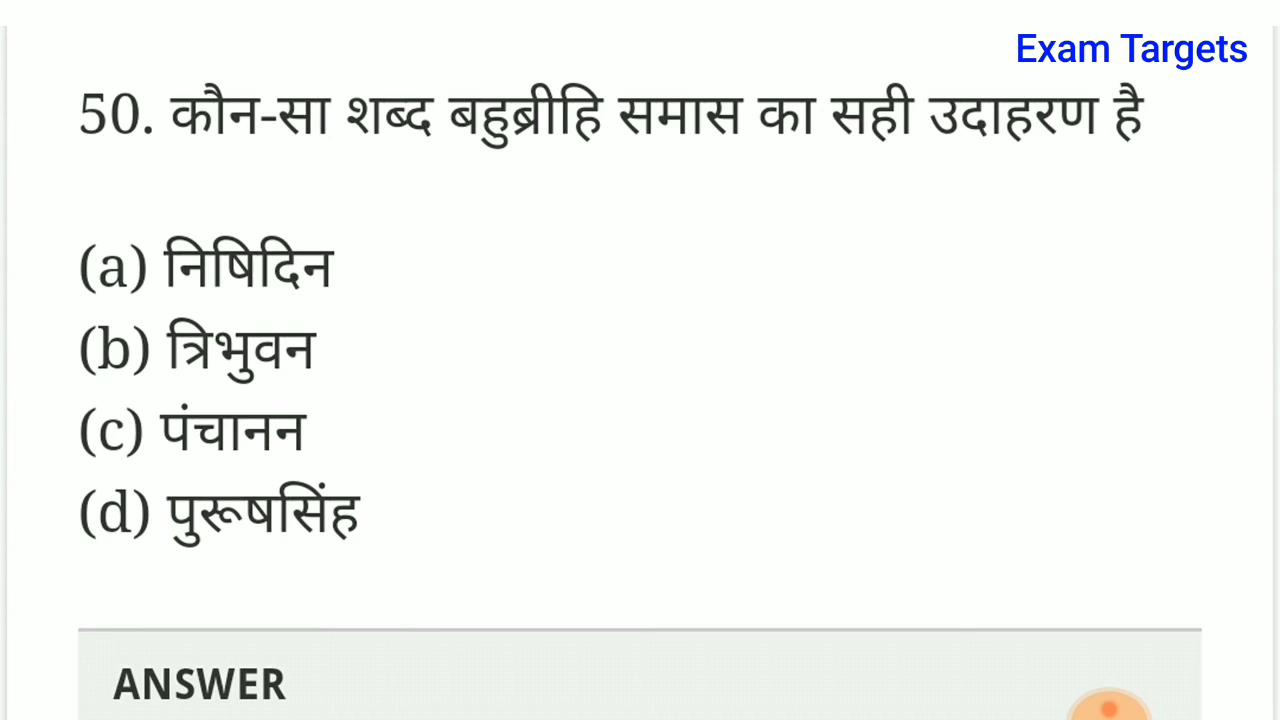 Exam Targets
50. कौन-सा शब्द बहुब्रीहि समास का सही उदाहरण है
(a) निषिदिन
(b) त्रिभुवन
(c) पंचानन
(d) पुरूषसिंह
ANSWER